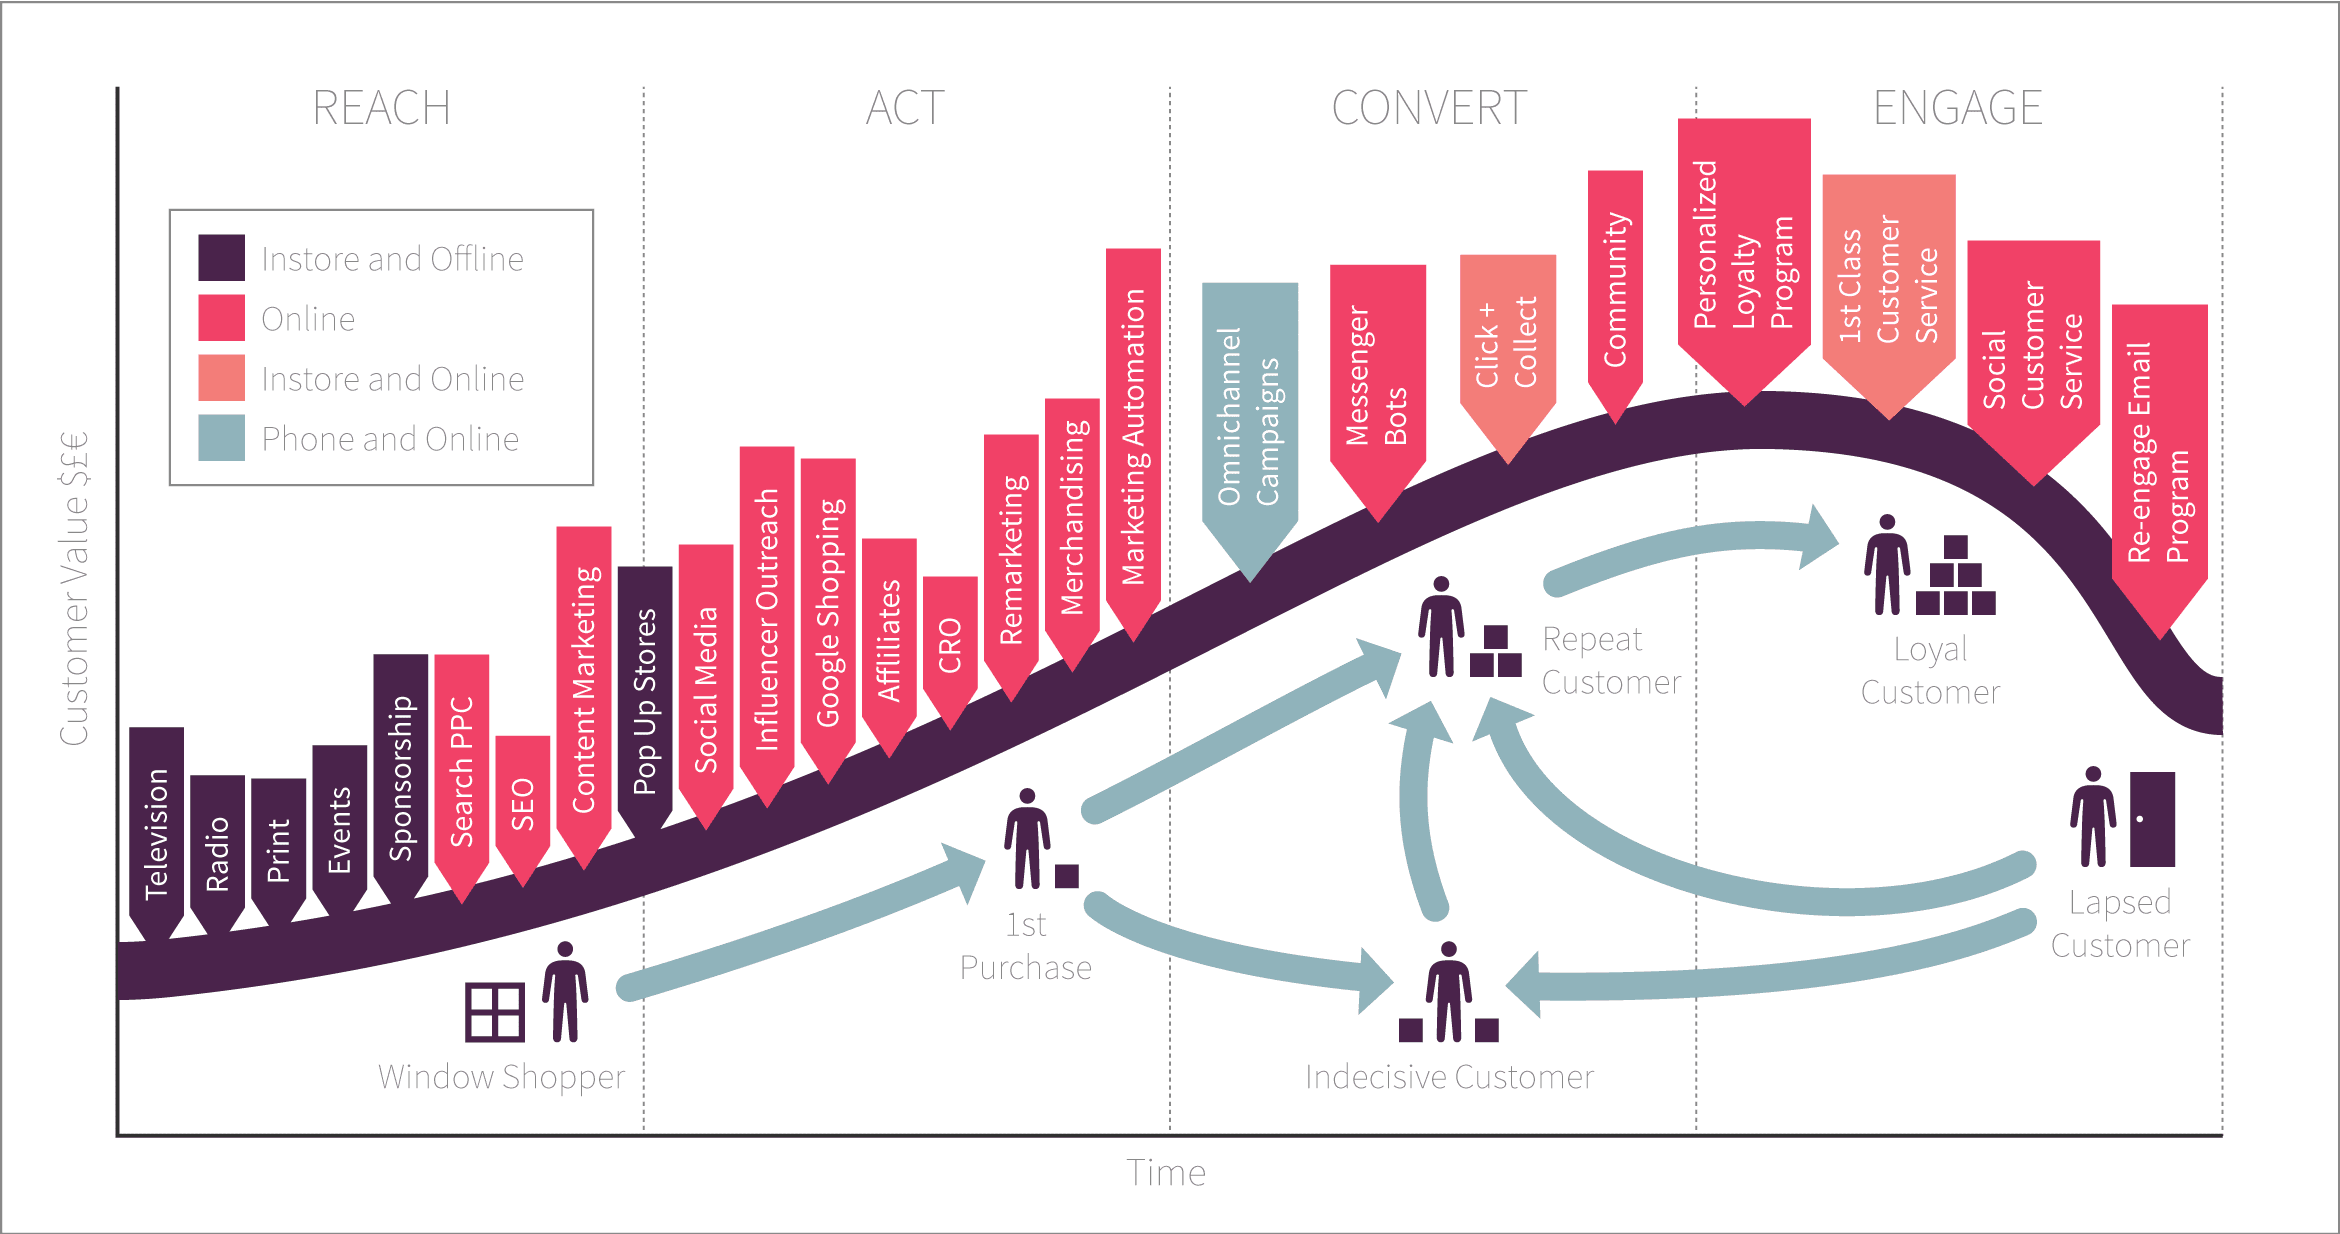 REACH
ACT
CONVERT
ENGAGE
Instore and Offline
Online
Instore and Online
Phone and Online
Customer Value $£€
Television
Radio
Print
Events
Sponsorship
Search PPC
SEO
Content Marketing
Pop Up Stores
Social Media
Influencer Outreach
Google Shopping
Affliliates
CRO
Remarketing
Merchandising
Marketing Automation
Omnichannel
Campaigns
Messenger
Bots
Click +
Collect
Community
Personalized
Loyalty
Program
1st Class
Customer
Service
Social
Customer
Service
Re-engage Email
Program
Window Shopper
1st
Purchase
Repeat
Customer
Indecisive Customer
Loyal
Customer
Lapsed
Customer
Time